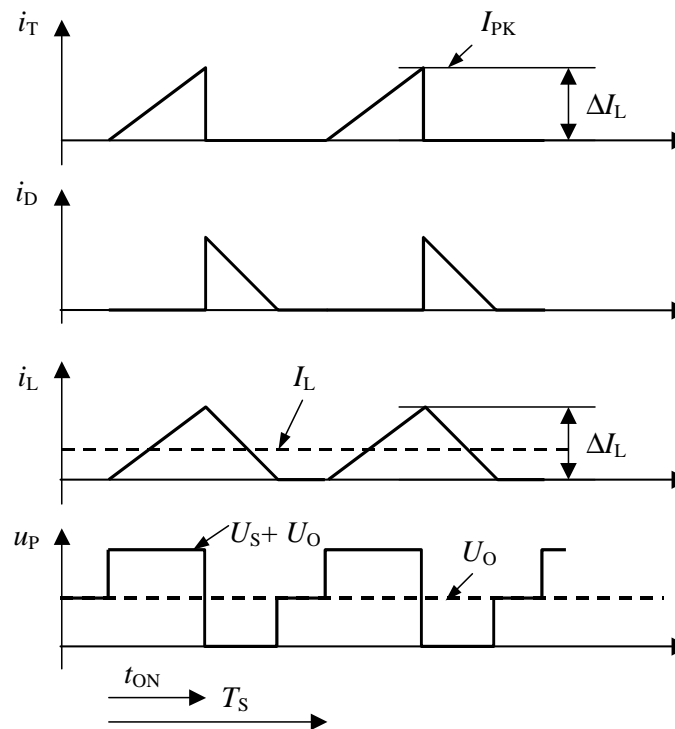 i_T
I_PK
ΔI_L
i_D
i_L
I_L
ΔI_L
u_P
U_S+ U_O
U_O
t_ON
T_S